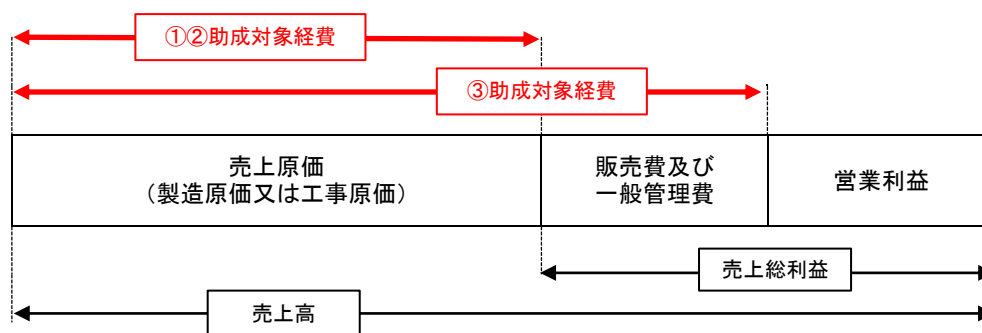 ①②助成対象経費
③助成対象経費
売上原価
（製造原価又は工事原価）
販売費及び
一般管理費
営業利益
売上総利益
売上高